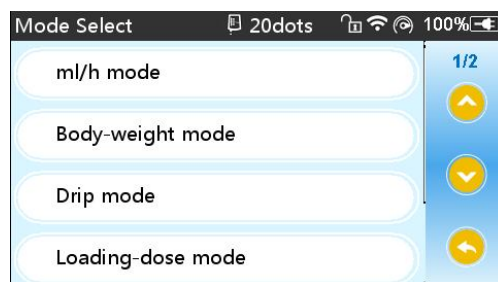 Mode Select 20dots 100%
1/2
ml/h mode
Body-weight mode
Drip mode
Loading-dose mode